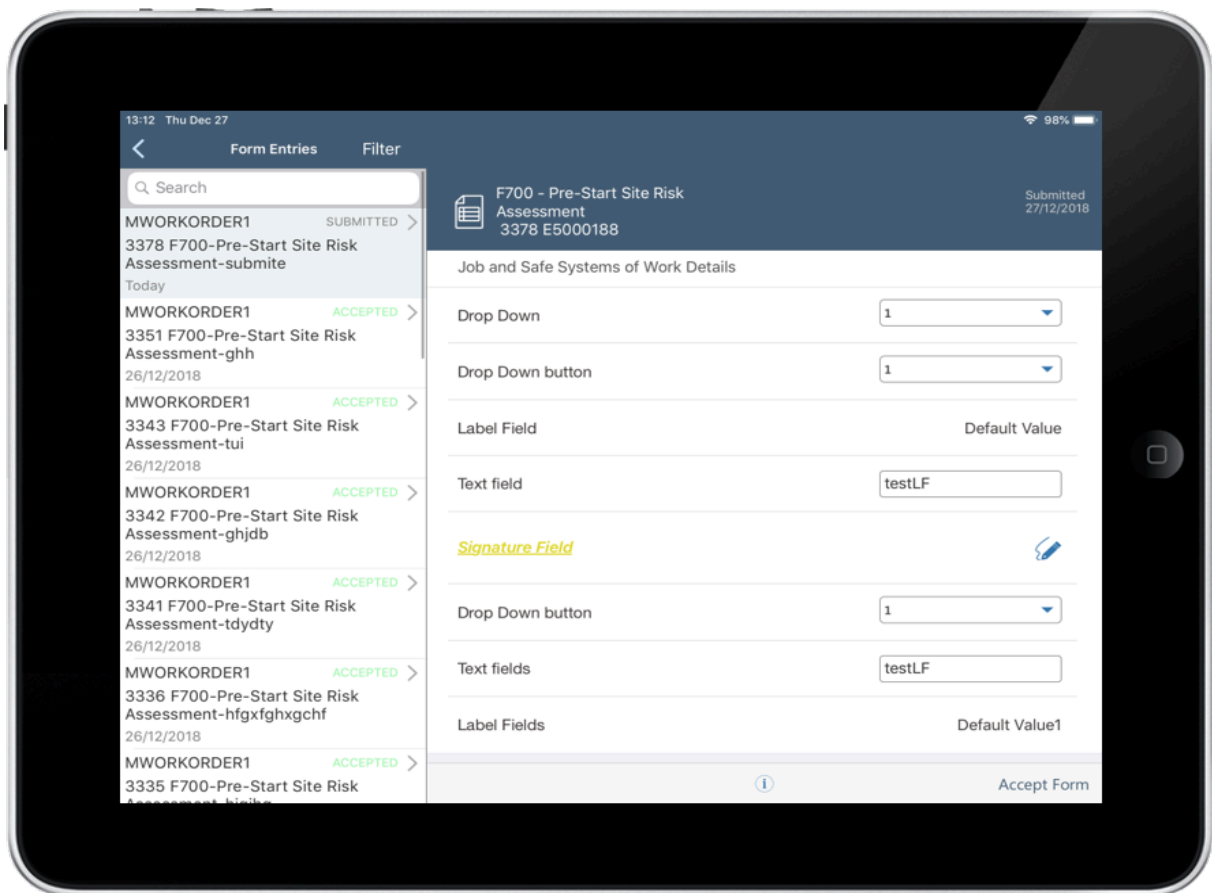 13:12 Thu Dec 27
98%
Form Entries Filter
Search
MWORKORDER1 SUBMITTED
3378 F700-Pre-Start Site Risk
Assessment-submite
Today
MWORKORDER1 ACCEPTED
3351 F700-Pre-Start Site Risk
Assessment-ghh
26/12/2018
MWORKORDER1 ACCEPTED
3343 F700-Pre-Start Site Risk
Assessment-tui
26/12/2018
MWORKORDER1 ACCEPTED
3342 F700-Pre-Start Site Risk
Assessment-ghjdb
26/12/2018
MWORKORDER1 ACCEPTED
3341 F700-Pre-Start Site Risk
Assessment-tdydty
26/12/2018
MWORKORDER1 ACCEPTED
3336 F700-Pre-Start Site Risk
Assessment-hfgxfghxgchf
26/12/2018
MWORKORDER1 ACCEPTED
3335 F700-Pre-Start Site Risk
F700 - Pre-Start Site Risk
Assessment
3378 E5000188
Submitted
27/12/2018
Job and Safe Systems of Work Details
Drop Down 1
Drop Down button 1
Label Field Default Value
Text field testLF
Signature Field
Drop Down button 1
Text fields testLF
Label Fields Default Value1
Accept Form